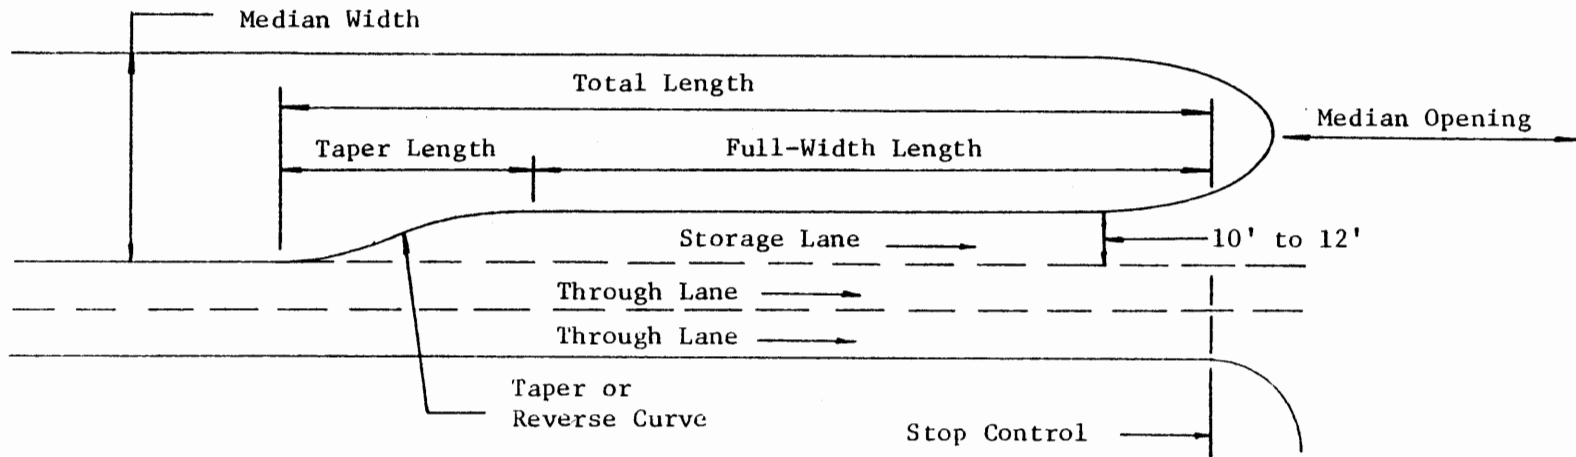 Median Width
Total Length
Median Opening
Taper Length
Full-Width Length
Storage Lane
10' to 12'
Through Lane
Through Lane
Taper or
Reverse Curve
Stop Control